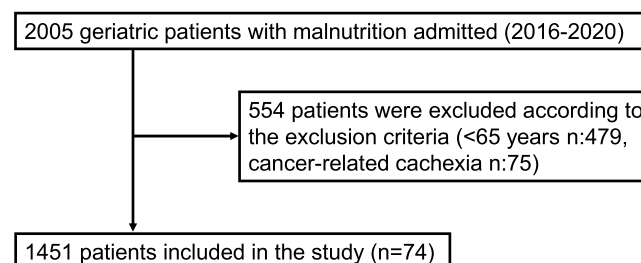 2005 geriatric patients with malnutrition admitted (2016-2020)
554 patients were excluded according to
the exclusion criteria (<65 years n:479,
cancer-related cachexia n:75)
1451 patients included in the study (n=74)